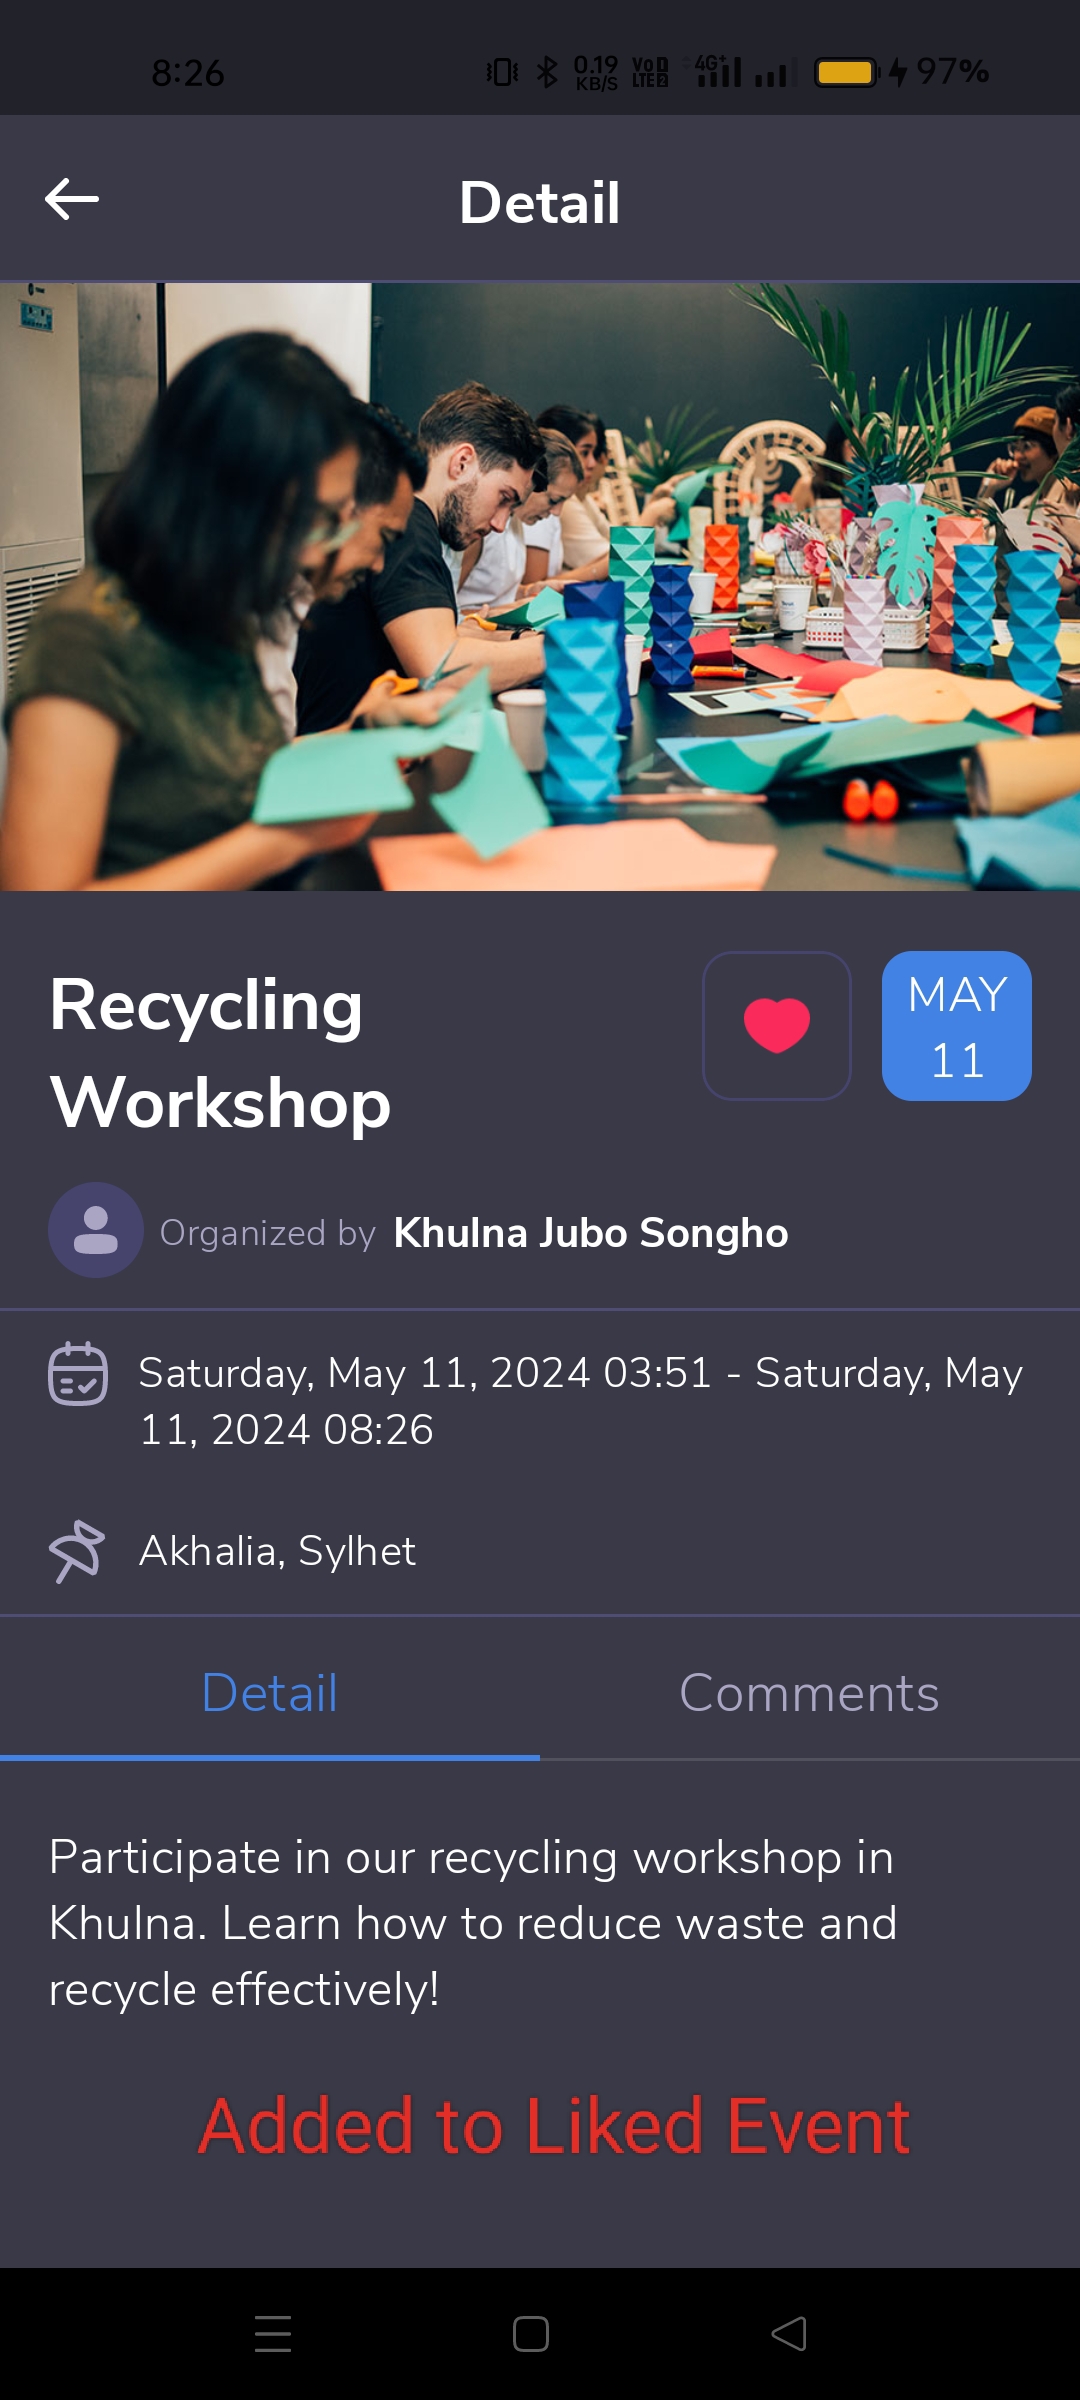 8:26
0.19 KB/S
Vo LTE 2
4G+
97%
Detail
Recycling
Workshop
MAY
11
Organized by Khulna Jubo Songho
Saturday, May 11, 2024 03:51 - Saturday, May
11, 2024 08:26
Akhalia, Sylhet
Detail
Comments
Participate in our recycling workshop in
Khulna. Learn how to reduce waste and
recycle effectively!
Added to Liked Event